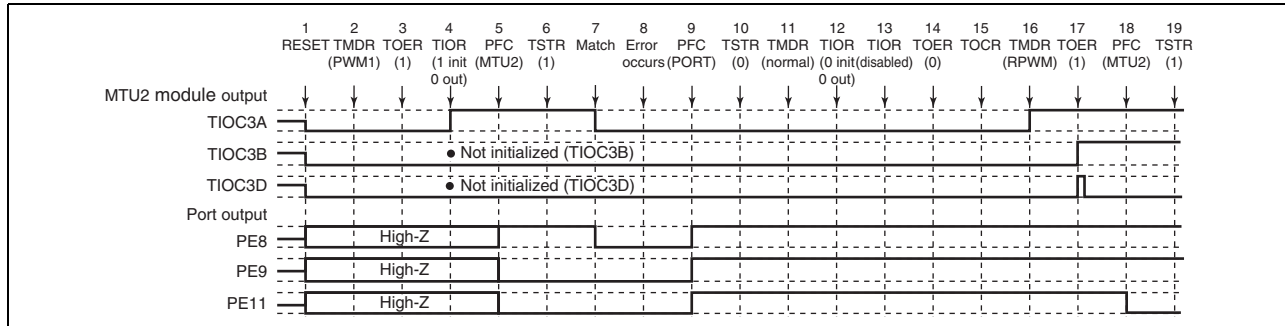 1 2 3 4 5 6 7 8 9 10 11 12 13 14 15 16 17 18 19
RESET TMDR TOER TIOR PFC TSTR Match Error PFC TSTR TMDR TIOR TIOR TOER TOCR TMDR TOER PFC TSTR
(PWM1) (1) (1 init (MTU2) (1) occurs (PORT) (0) (normal) (0 init (disabled) (0) (RPWM) (1) (MTU2) (1)
0 out) 0 out)
MTU2 module output
TIOC3A
TIOC3B • Not initialized (TIOC3B)
TIOC3D • Not initialized (TIOC3D)
Port output
PE8 High-Z
PE9 High-Z
PE11 High-Z